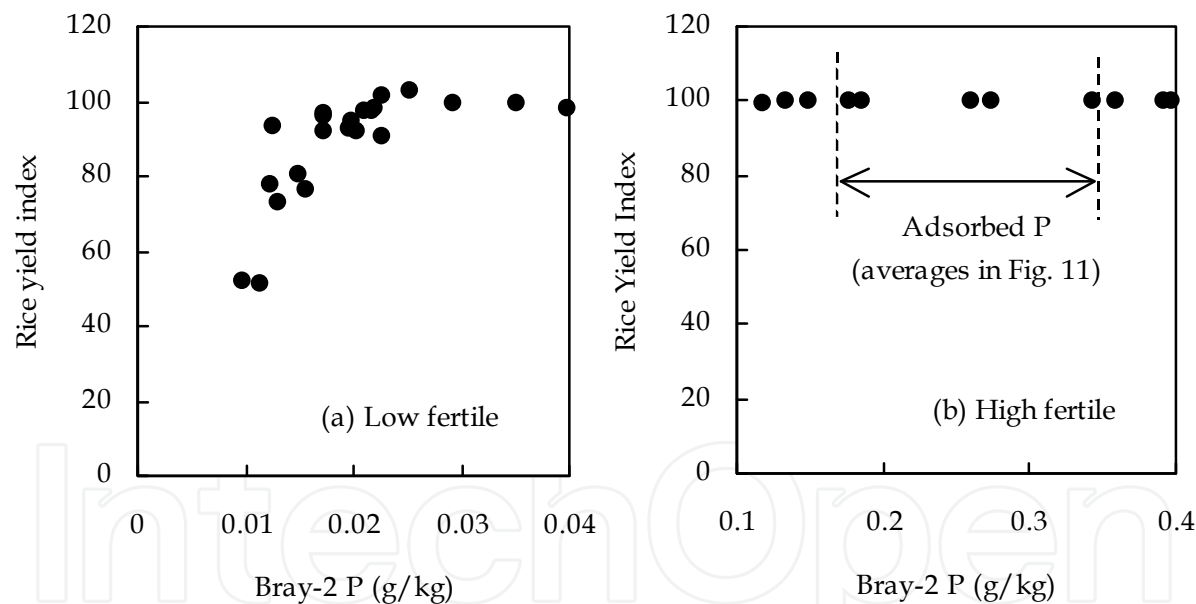 120
100
80
60
40
20
0
Rice yield index
(a) Low fertile
0 0.01 0.02 0.03 0.04
Bray-2 P (g/kg)
120
100
80
60
40
20
0
Rice Yield Index
Adsorbed P
(averages in Fig. 11)
(b) High fertile
0.1 0.2 0.3 0.4
Bray-2 P (g/kg)
IntechOpen